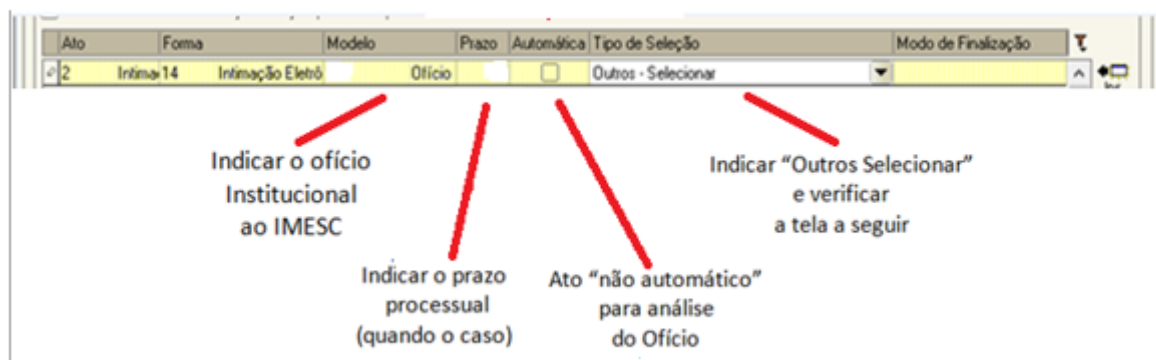 Ato Forma Modelo Prazo Automática Tipo de Seleção Modo de Finalização
2 Intima 14 Intimação Eletrô Ofício Outros - Selecionar
Indicar o ofício
Institucional
ao IMESC
Indicar o prazo
processual
(quando o caso)
Ato “não automático”
para análise
do Ofício
Indicar “Outros Selecionar”
e verificar
a tela a seguir